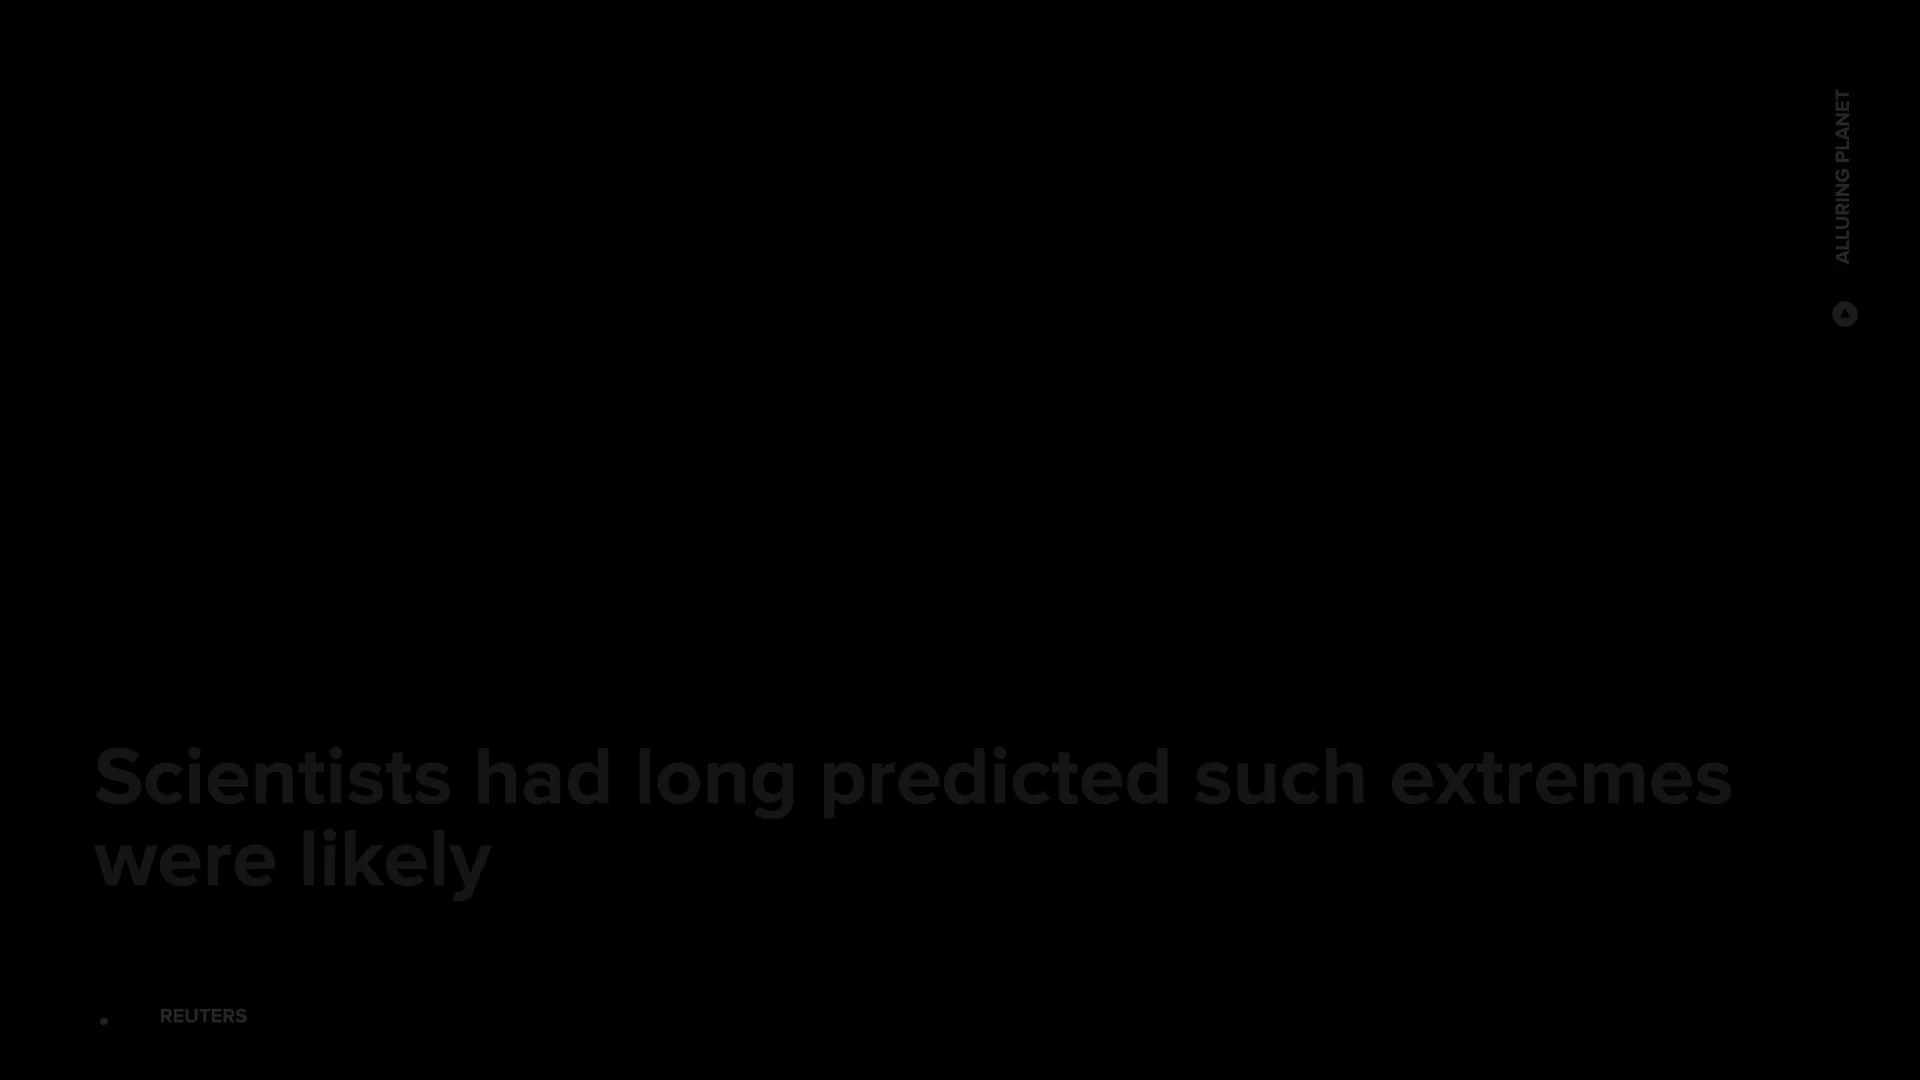 ALLURING PLANET
Scientists had long predicted such extremes
were likely
REUTERS